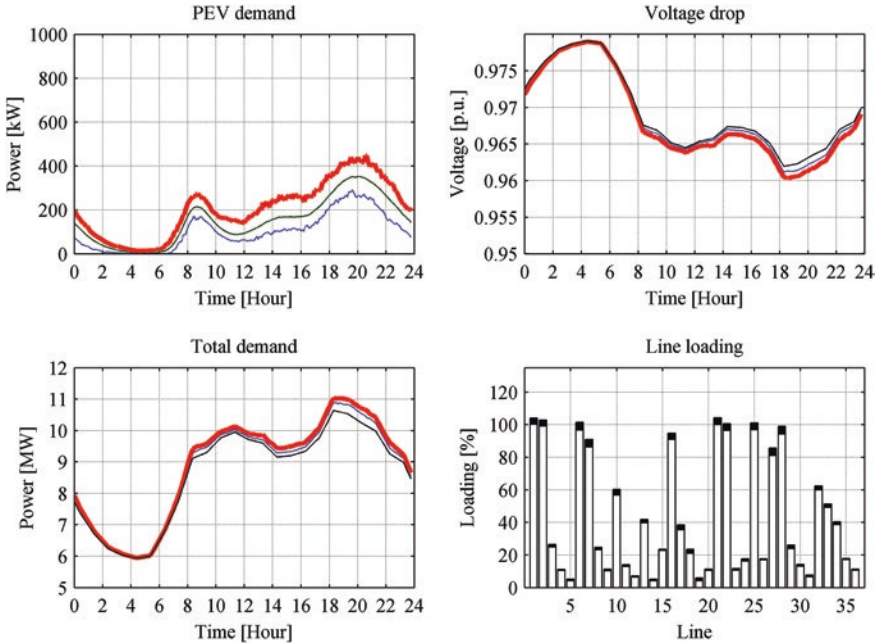 PEV demand
Power [kW]
1000
800
600
400
200
0
0 2 4 6 8 10 12 14 16 18 20 22 24
Time [Hour]
Voltage drop
Voltage [p.u.]
0.975
0.97
0.965
0.96
0.955
0.95
0 2 4 6 8 10 12 14 16 18 20 22 24
Time [Hour]
Total demand
Power [MW]
12
11
10
9
8
7
6
5
0 2 4 6 8 10 12 14 16 18 20 22 24
Time [Hour]
Line loading
Loading [%]
120
100
80
60
40
20
0
5 10 15 20 25 30 35
Line